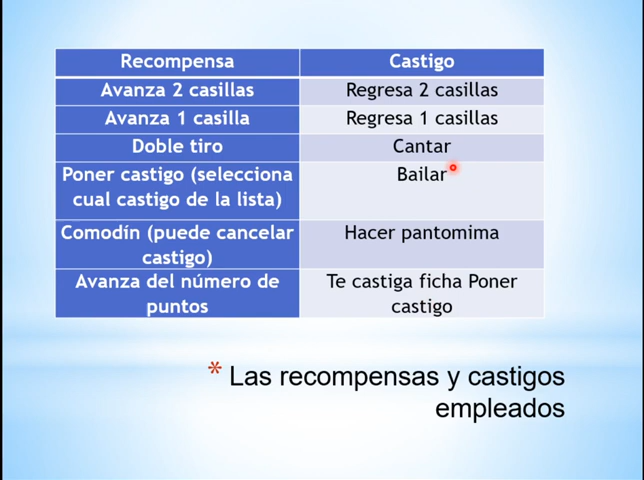 Recompensa Castigo
Avanza 2 casillas Regresa 2 casillas
Avanza 1 casilla Regresa 1 casillas
Doble tiro Cantar
Poner castigo (selecciona Bailar
cual castigo de la lista)
Comodín (puede cancelar Hacer pantomima
castigo)
Avanza del número de Te castiga ficha Poner
puntos castigo
* Las recompensas y castigos
empleados